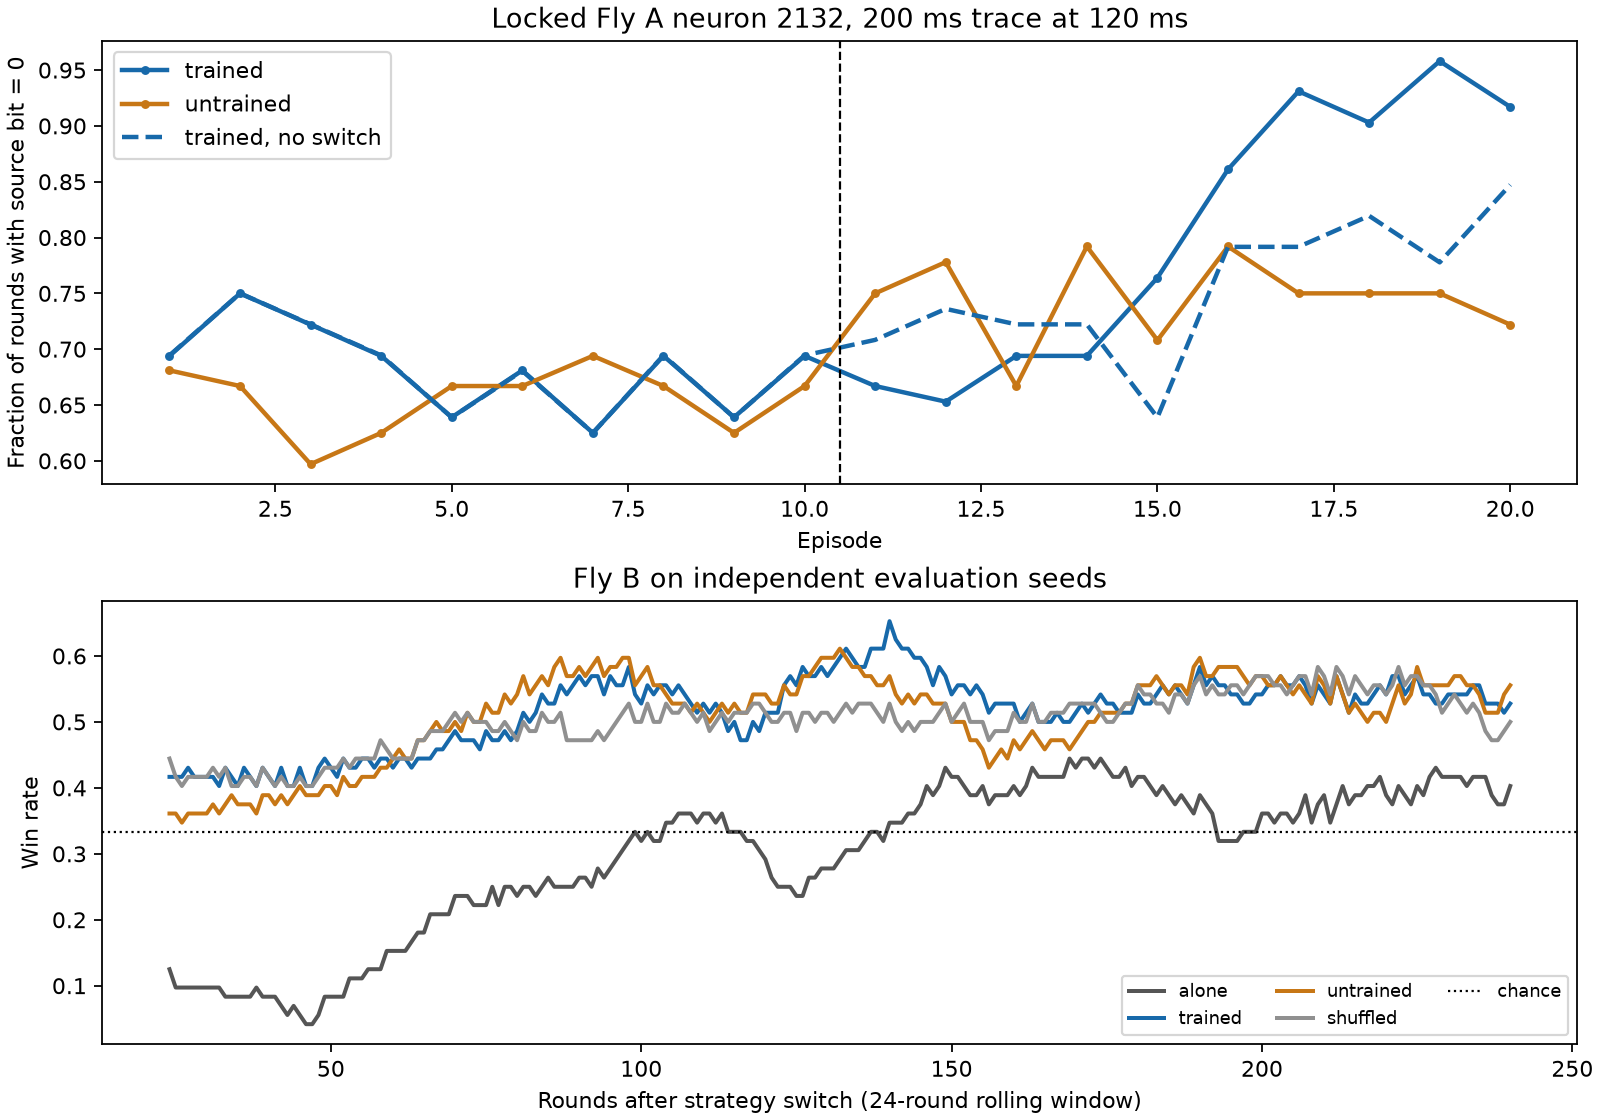 Locked Fly A neuron 2132, 200 ms trace at 120 ms
Fraction of rounds with source bit = 0
0.95
0.90
0.85
0.80
0.75
0.70
0.65
0.60
trained
untrained
trained, no switch
2.5 5.0 7.5 10.0 12.5 15.0 17.5 20.0
Episode
Fly B on independent evaluation seeds
Win rate
0.6
0.5
0.4
0.3
0.2
0.1
alone untrained chance
trained shuffled
50 100 150 200 250
Rounds after strategy switch (24-round rolling window)